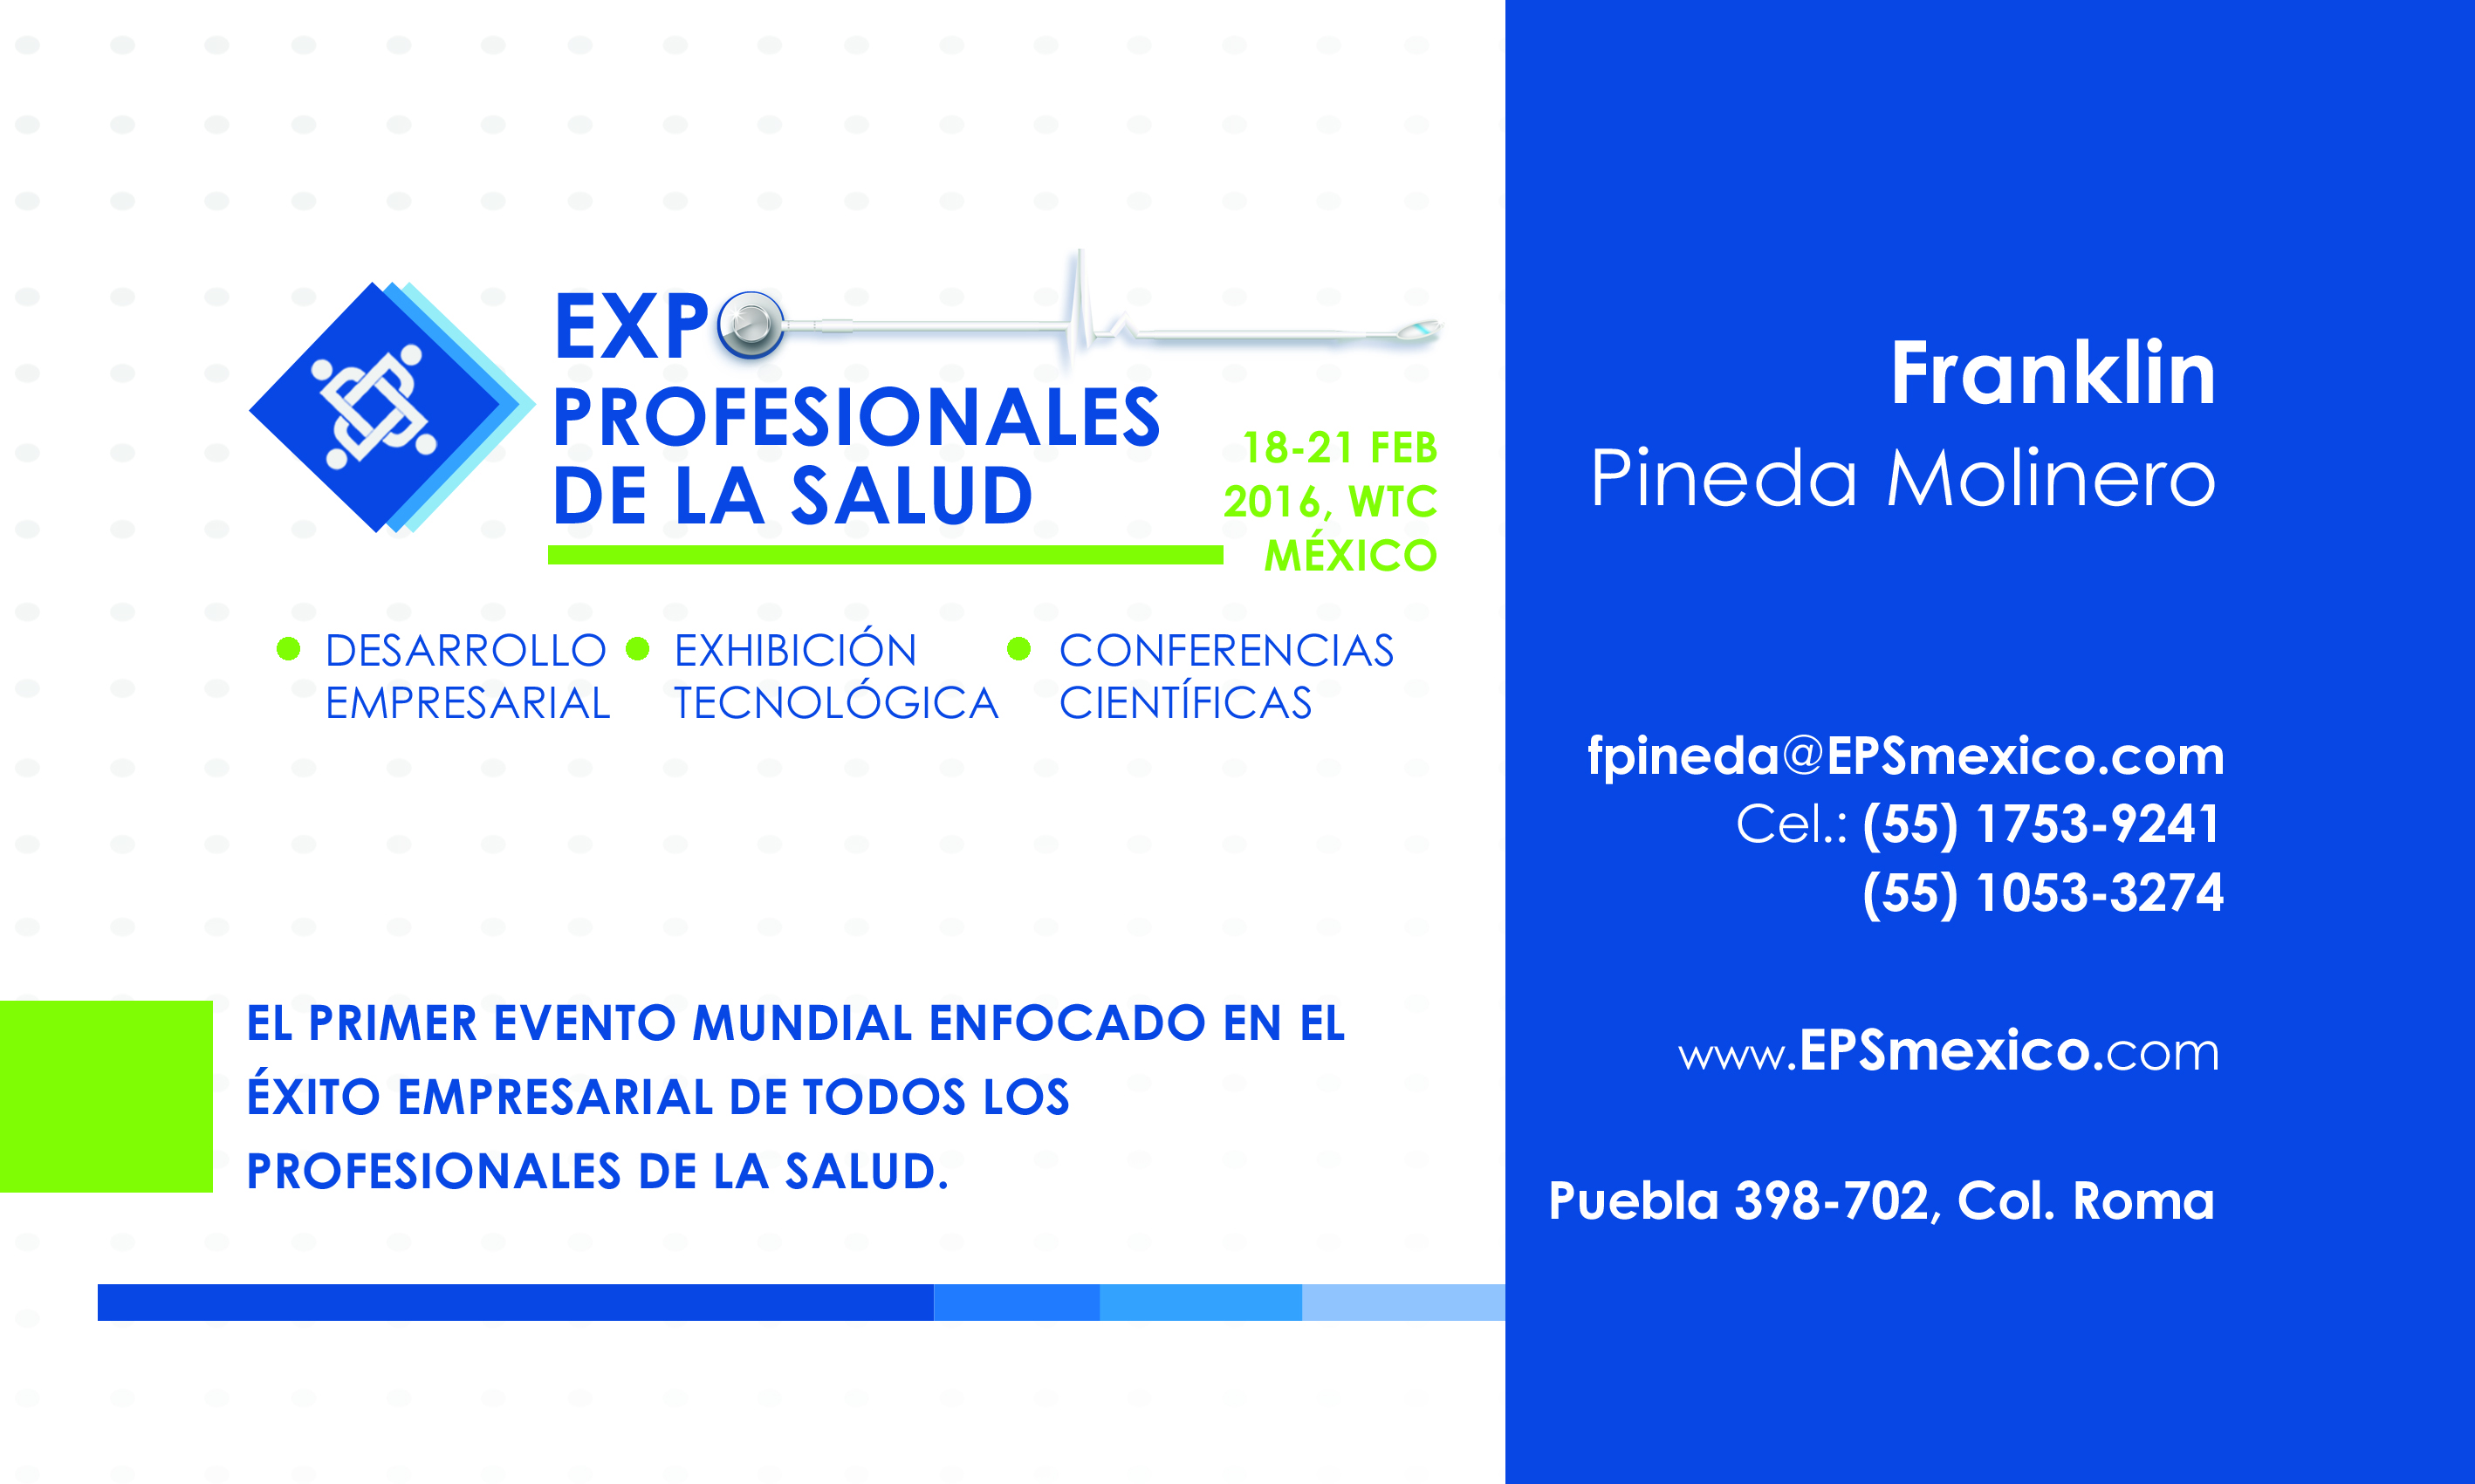 EXPO
PROFESIONALES
DE LA SALUD
18-21 FEB
2016, WTC
MÉXICO
• DESARROLLO EMPRESARIAL
• EXHIBICIÓN TECNOLÓGICA
• CONFERENCIAS CIENTÍFICAS
EL PRIMER EVENTO MUNDIAL ENFOCADO EN EL
ÉXITO EMPRESARIAL DE TODOS LOS
PROFESIONALES DE LA SALUD.
Franklin
Pineda Molinero
fpineda@EPSmexico.com
Cel.: (55) 1753-9241
(55) 1053-3274
www.EPSmexico.com
Puebla 398-702, Col. Roma